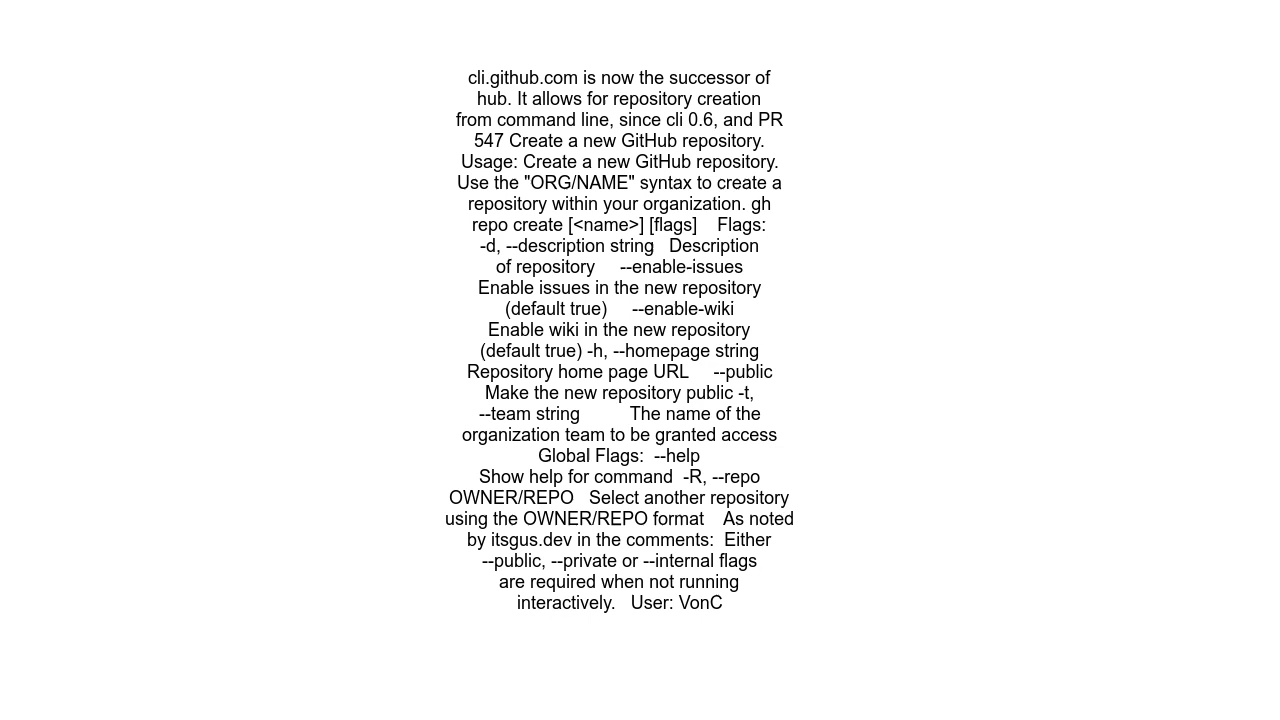 cli.github.com is now the successor of
hub. It allows for repository creation
from command line, since cli 0.6, and PR
547 Create a new GitHub repository.
Usage: Create a new GitHub repository.
Use the "ORG/NAME" syntax to create a
repository within your organization. gh
repo create [<name>] [flags]    Flags:
-d, --description string   Description
of repository     --enable-issues
Enable issues in the new repository
(default true)     --enable-wiki
Enable wiki in the new repository
(default true) -h, --homepage string
Repository home page URL     --public
Make the new repository public -t,
--team string          The name of the
organization team to be granted access
Global Flags:  --help
Show help for command  -R, --repo
OWNER/REPO   Select another repository
using the OWNER/REPO format    As noted
by itsgus.dev in the comments:  Either
--public, --private or --internal flags
are required when not running
interactively.   User: VonC